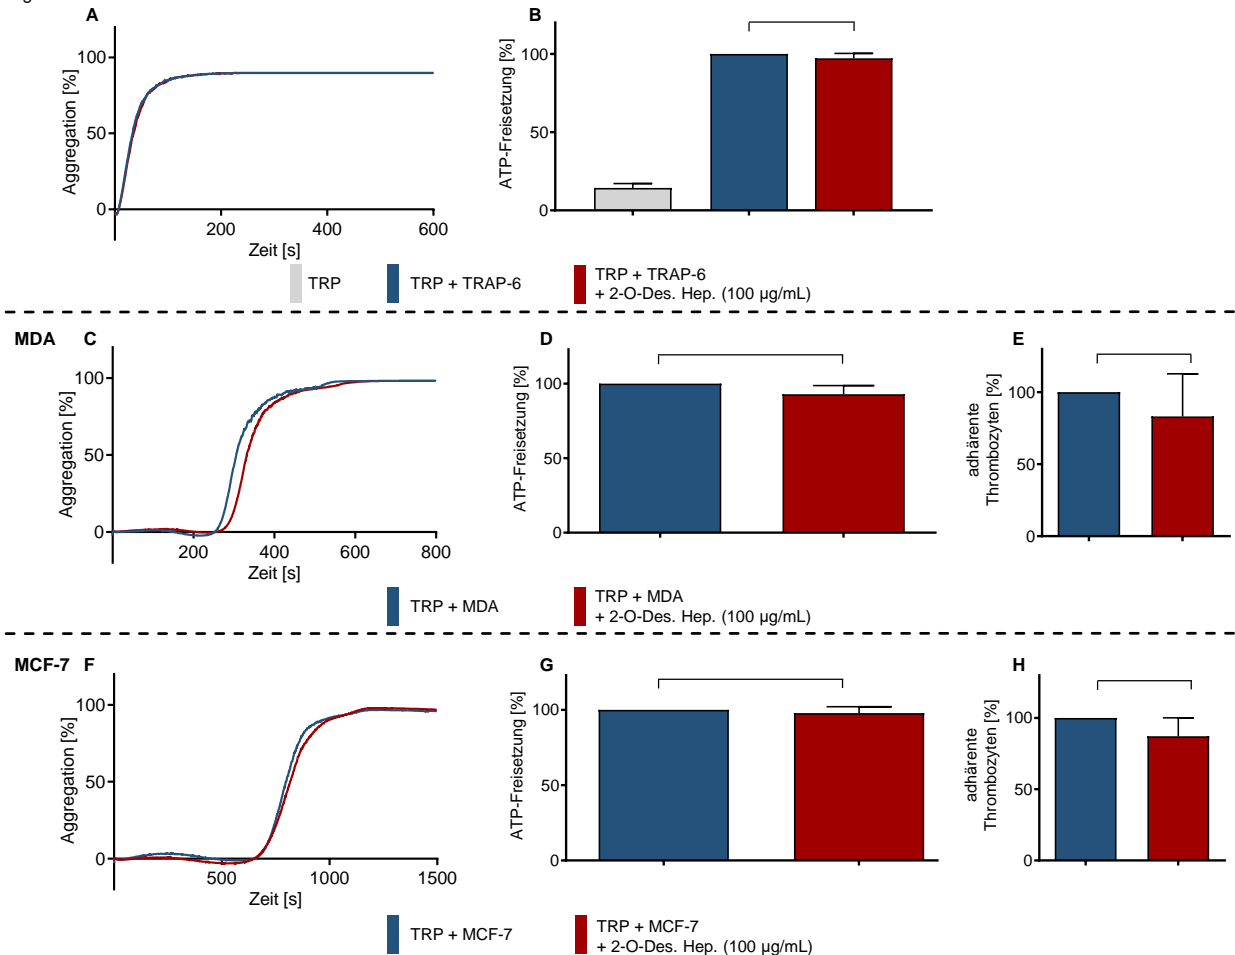 A
B
Aggregation [%]
100
50
0
200
400
600
Zeit [s]
ATP-Freisetzung [%]
100
50
0
TRP
TRP + TRAP-6
TRP + TRAP-6
+ 2-O-Des. Hep. (100 µg/mL)
MDA
C
D
E
Aggregation [%]
100
50
0
200
400
600
800
Zeit [s]
ATP-Freisetzung [%]
100
50
0
adhärente
Thrombozyten [%]
100
50
0
TRP + MDA
TRP + MDA
+ 2-O-Des. Hep. (100 µg/mL)
MCF-7
F
G
H
Aggregation [%]
100
50
0
500
1000
1500
Zeit [s]
ATP-Freisetzung [%]
100
50
0
adhärente
Thrombozyten [%]
100
50
0
TRP + MCF-7
TRP + MCF-7
+ 2-O-Des. Hep. (100 µg/mL)